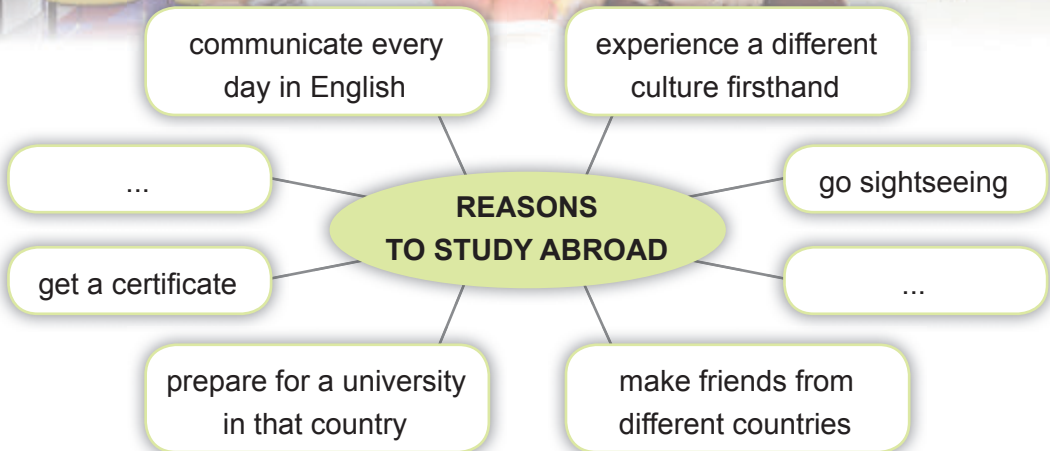 communicate every
day in English
experience a different
culture firsthand
...
REASONS
TO STUDY ABROAD
go sightseeing
get a certificate
...
prepare for a university
in that country
make friends from
different countries